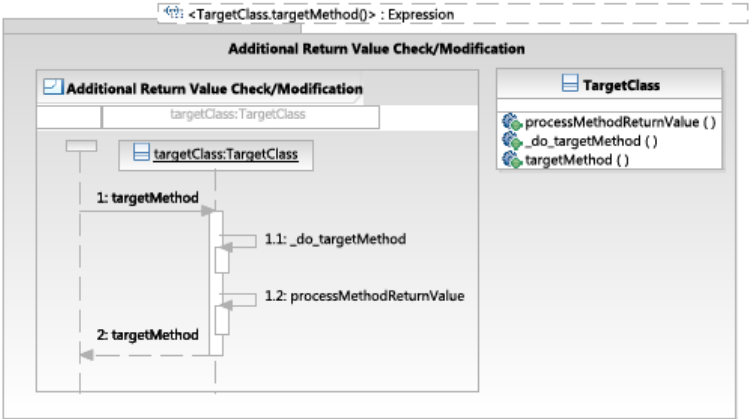 <TargetClass.targetMethod()> : Expression
Additional Return Value Check/Modification
Additional Return Value Check/Modification
targetClass:TargetClass
targetClass:TargetClass
1: targetMethod
1.1: _do_targetMethod
1.2: processMethodReturnValue
2: targetMethod
TargetClass
processMethodReturnValue ( )
_do_targetMethod ( )
targetMethod ( )